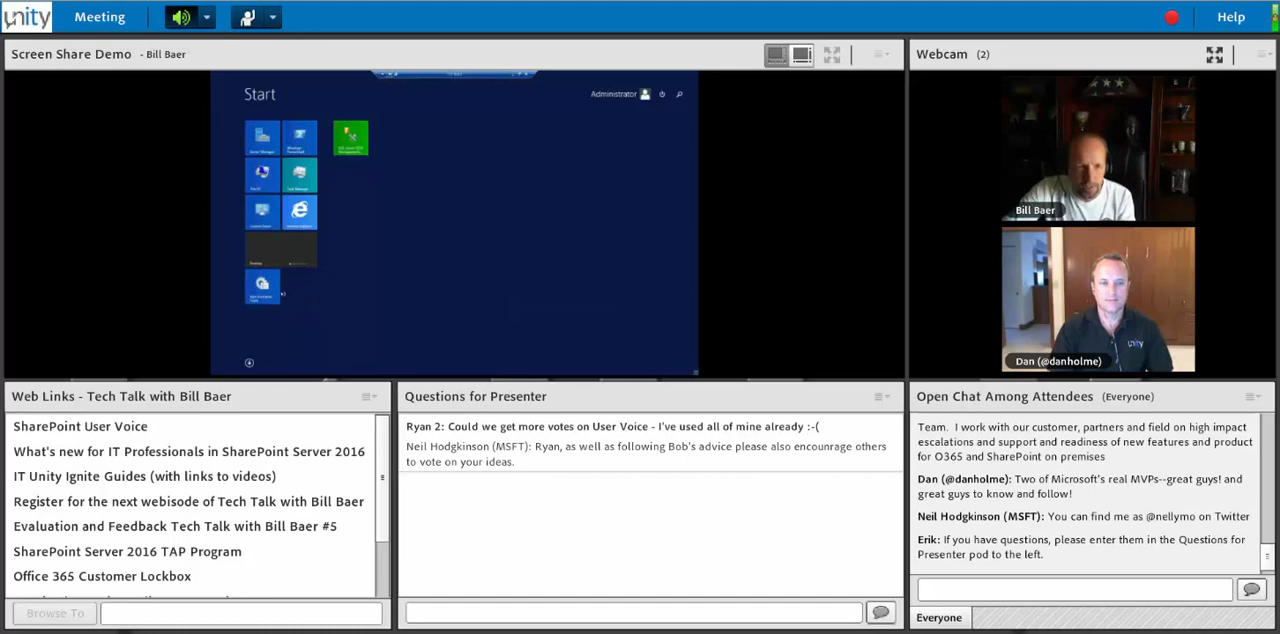 unity Meeting Help
Screen Share Demo - Bill Baer
Start
Administrator
Webcam (2)
Bill Baer
unity
Dan (@danholme)
Web Links - Tech Talk with Bill Baer
SharePoint User Voice
What's new for IT Professionals in SharePoint Server 2016
IT Unity Ignite Guides (with links to videos)
Register for the next webisode of Tech Talk with Bill Baer
Evaluation and Feedback Tech Talk with Bill Baer #5
SharePoint Server 2016 TAP Program
Office 365 Customer Lockbox
Browse To
Questions for Presenter
Ryan 2: Could we get more votes on User Voice - I've used all of mine already :-(
Neil Hodgkinson (MSFT): Ryan, as well as following Bob's advice please also encourage others
to vote on your ideas.
Open Chat Among Attendees (Everyone)
Team. I work with our customer, partners and field on high impact
escalations and support and readiness of new features and product
for O365 and SharePoint on premises
Dan (@danholme): Two of Microsoft's real MVPs--great guys! and
great guys to know and follow!
Neil Hodgkinson (MSFT): You can find me as @nellymo on Twitter
Erik: If you have questions, please enter them in the Questions for
Presenter pod to the left.
Everyone